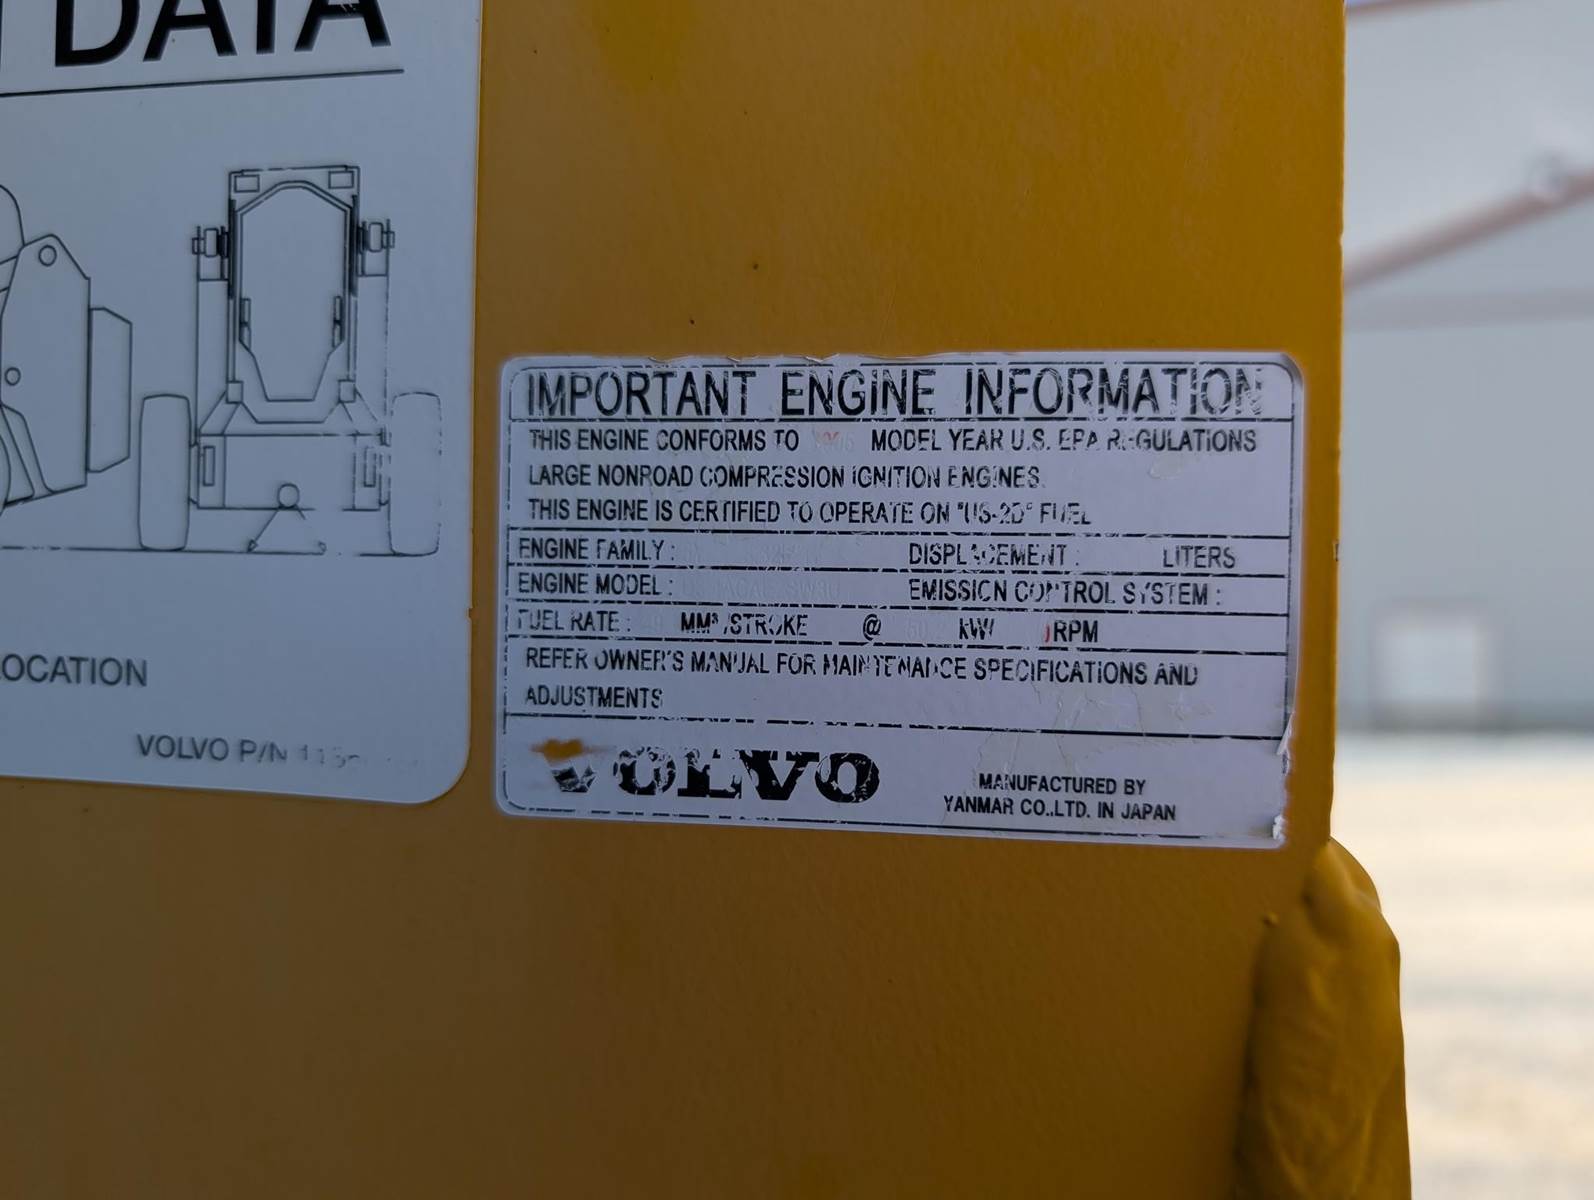 DATA
LOCATION
VOLVO P/N
IMPORTANT ENGINE INFORMATION
THIS ENGINE CONFORMS TO MODEL YEAR U.S. EPA REGULATIONS
LARGE NONROAD COMPRESSION IGNITION ENGINES.
THIS ENGINE IS CERTIFIED TO OPERATE ON "US-2D" FUEL
ENGINE FAMILY : DISPLACEMENT : LITERS
ENGINE MODEL : EMISSION CONTROL SYSTEM :
FUEL RATE : MM³/STROKE @ kW/ RPM
REFER OWNER'S MANUAL FOR MAINTENANCE SPECIFICATIONS AND
ADJUSTMENTS
VOLVO
MANUFACTURED BY
YANMAR CO.,LTD. IN JAPAN